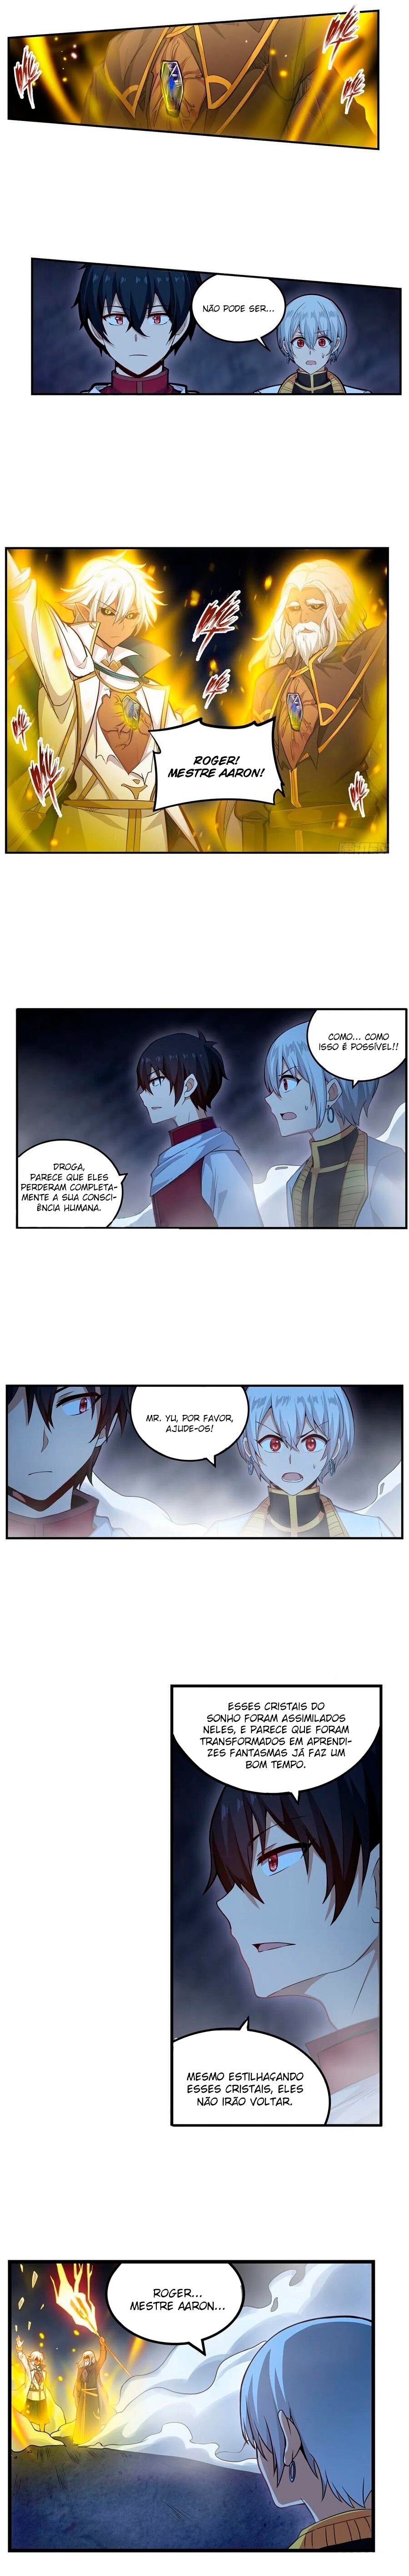 NÃO PODE SER...
ROGER!
MESTRE AARON!
COMO... COMO
ISSO É POSSÍVEL!!
DROGA,
PARECE QUE ELES
PERDERAM COMPLETA-
MENTE A SUA CONSCI-
ÊNCIA HUMANA.
MR. YU, POR FAVOR,
AJUDE-OS!
ESSES CRISTAIS DO
SONHO FORAM ASSIMILADOS
NELES, E PARECE QUE FORAM
TRANSFORMADOS EM APRENDI-
ZES FANTASMAS JÁ FAZ UM
BOM TEMPO.
MESMO ESTILHAÇANDO
ESSES CRISTAIS, ELES
NÃO IRÃO VOLTAR.
ROGER...
MESTRE AARON...